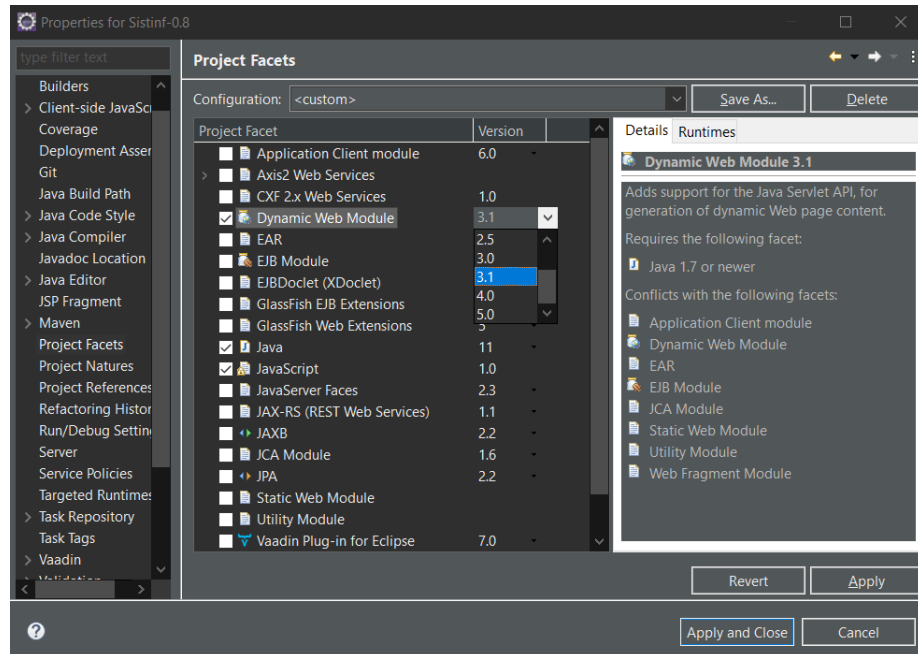 Properties for Sistinf-0.8
type filter text
Builders
Client-side JavaScr
Coverage
Deployment Asser
Git
Java Build Path
Java Code Style
Java Compiler
Javadoc Location
Java Editor
JSP Fragment
Maven
Project Facets
Project Natures
Project References
Refactoring Histor
Run/Debug Settin
Server
Service Policies
Targeted Runtimes
Task Repository
Task Tags
Vaadin
Validation
Project Facets
Configuration: <custom> Save As... Delete
Project Facet Version
Application Client module 6.0
Axis2 Web Services
CXF 2.x Web Services 1.0
Dynamic Web Module 3.1
EAR 2.5
EJB Module 3.0
EJBDoclet (XDoclet) 3.1
GlassFish EJB Extensions 4.0
5.0
GlassFish Web Extensions
Java 11
JavaScript 1.0
JavaServer Faces 2.3
JAX-RS (REST Web Services) 1.1
JAXB 2.2
JCA Module 1.6
JPA 2.2
Static Web Module
Utility Module
Vaadin Plug-in for Eclipse 7.0
Details Runtimes
Dynamic Web Module 3.1
Adds support for the Java Servlet API, for
generation of dynamic Web page content.
Requires the following facet:
Java 1.7 or newer
Conflicts with the following facets:
Application Client module
Dynamic Web Module
EAR
EJB Module
JCA Module
Static Web Module
Utility Module
Web Fragment Module
Revert Apply
Apply and Close Cancel